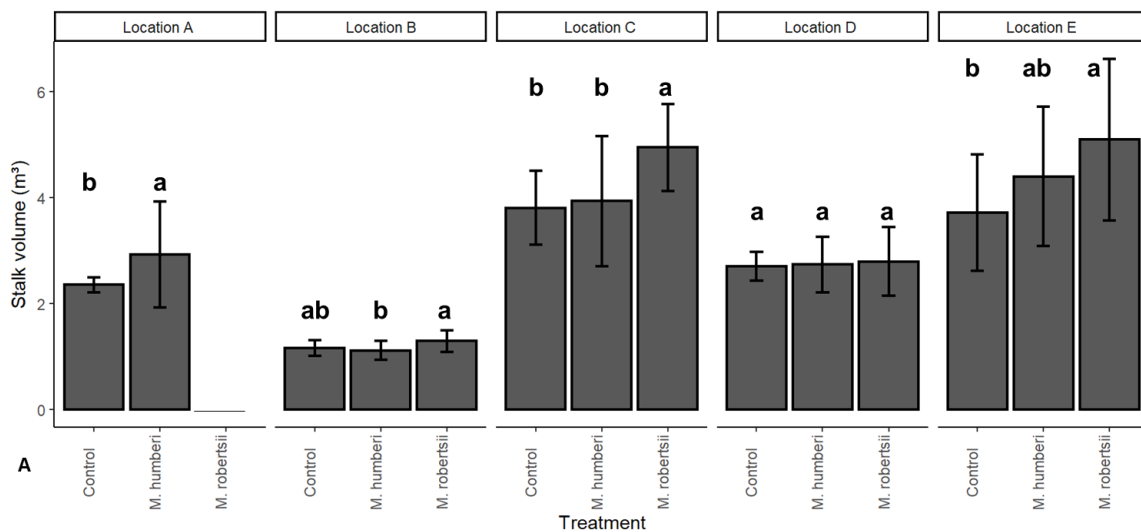 Location A
Location B
Location C
Location D
Location E
Stalk volume (m³)
6
4
2
0
b
a
ab
b
a
b
b
a
a
a
a
b
ab
a
Control
M. humberi
M. robertsii
Control
M. humberi
M. robertsii
Control
M. humberi
M. robertsii
Control
M. humberi
M. robertsii
Control
M. humberi
M. robertsii
A
Treatment